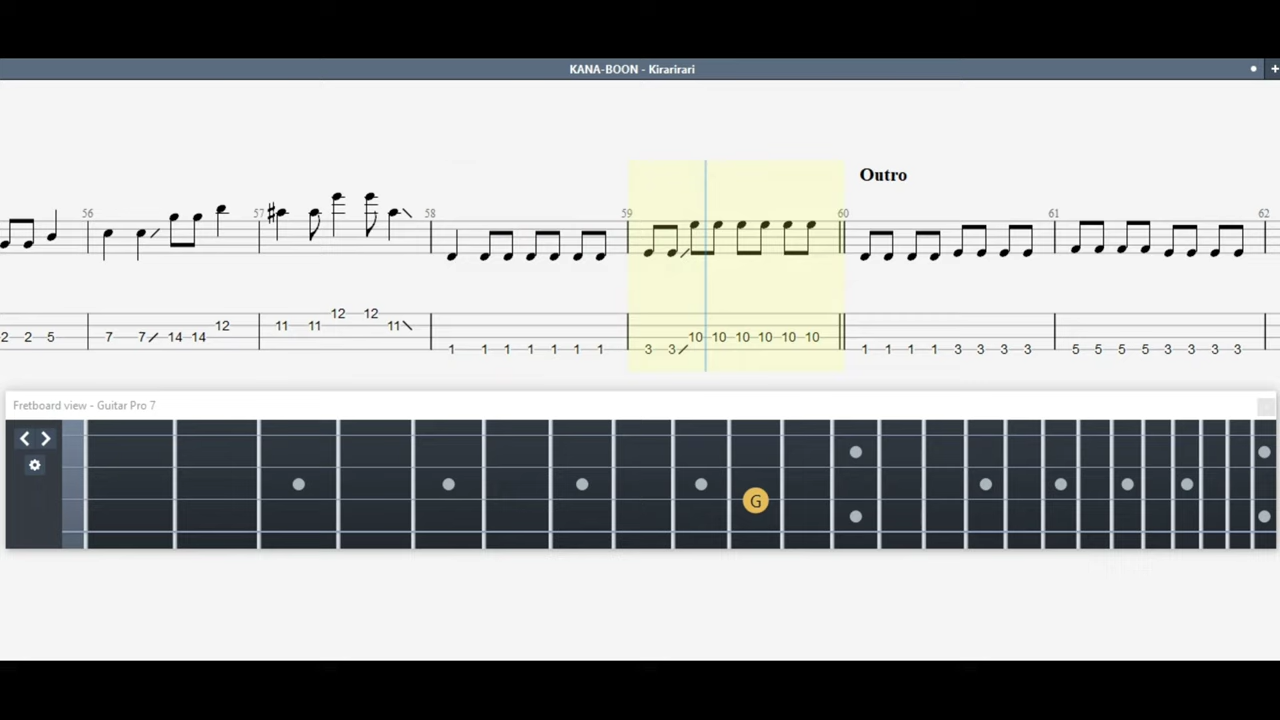 KANA-BOON - Kirarirari
Outro
56 57 58 59 60 61 62
12 12
12 11 11 11
2 2 5 7 7 14 14 10 10 10 10 10 10
1 1 1 1 1 1 1 3 3 1 1 1 1 3 3 3 3 5 5 5 5 3 3 3 3
Fretboard view - Guitar Pro 7
G